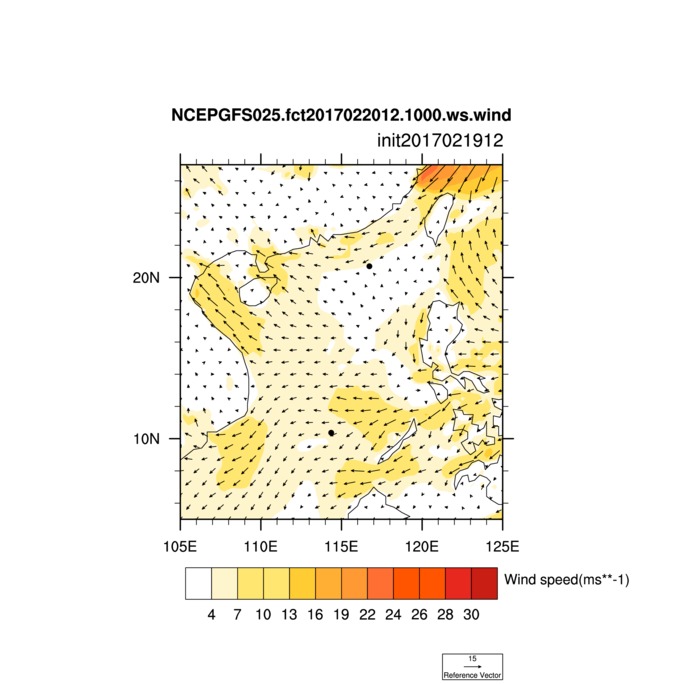 NCEPGFS025.fct2017022012.1000.ws.wind
init2017021912
20N
10N
105E 110E 115E 120E 125E
Wind speed(ms**-1)
4 7 10 13 16 19 22 24 26 28 30
15
Reference Vector